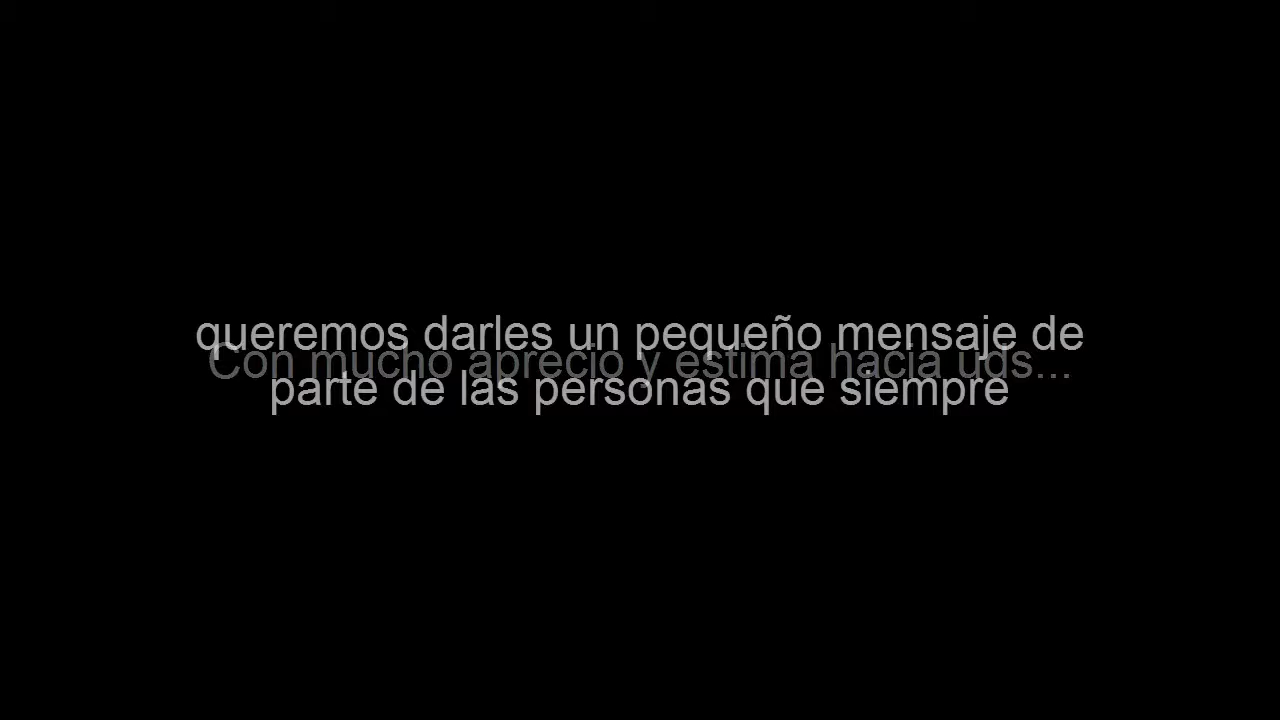 queremos darles un pequeño mensaje de
Con mucho aprecio y estima hacia uds...
parte de las personas que siempre